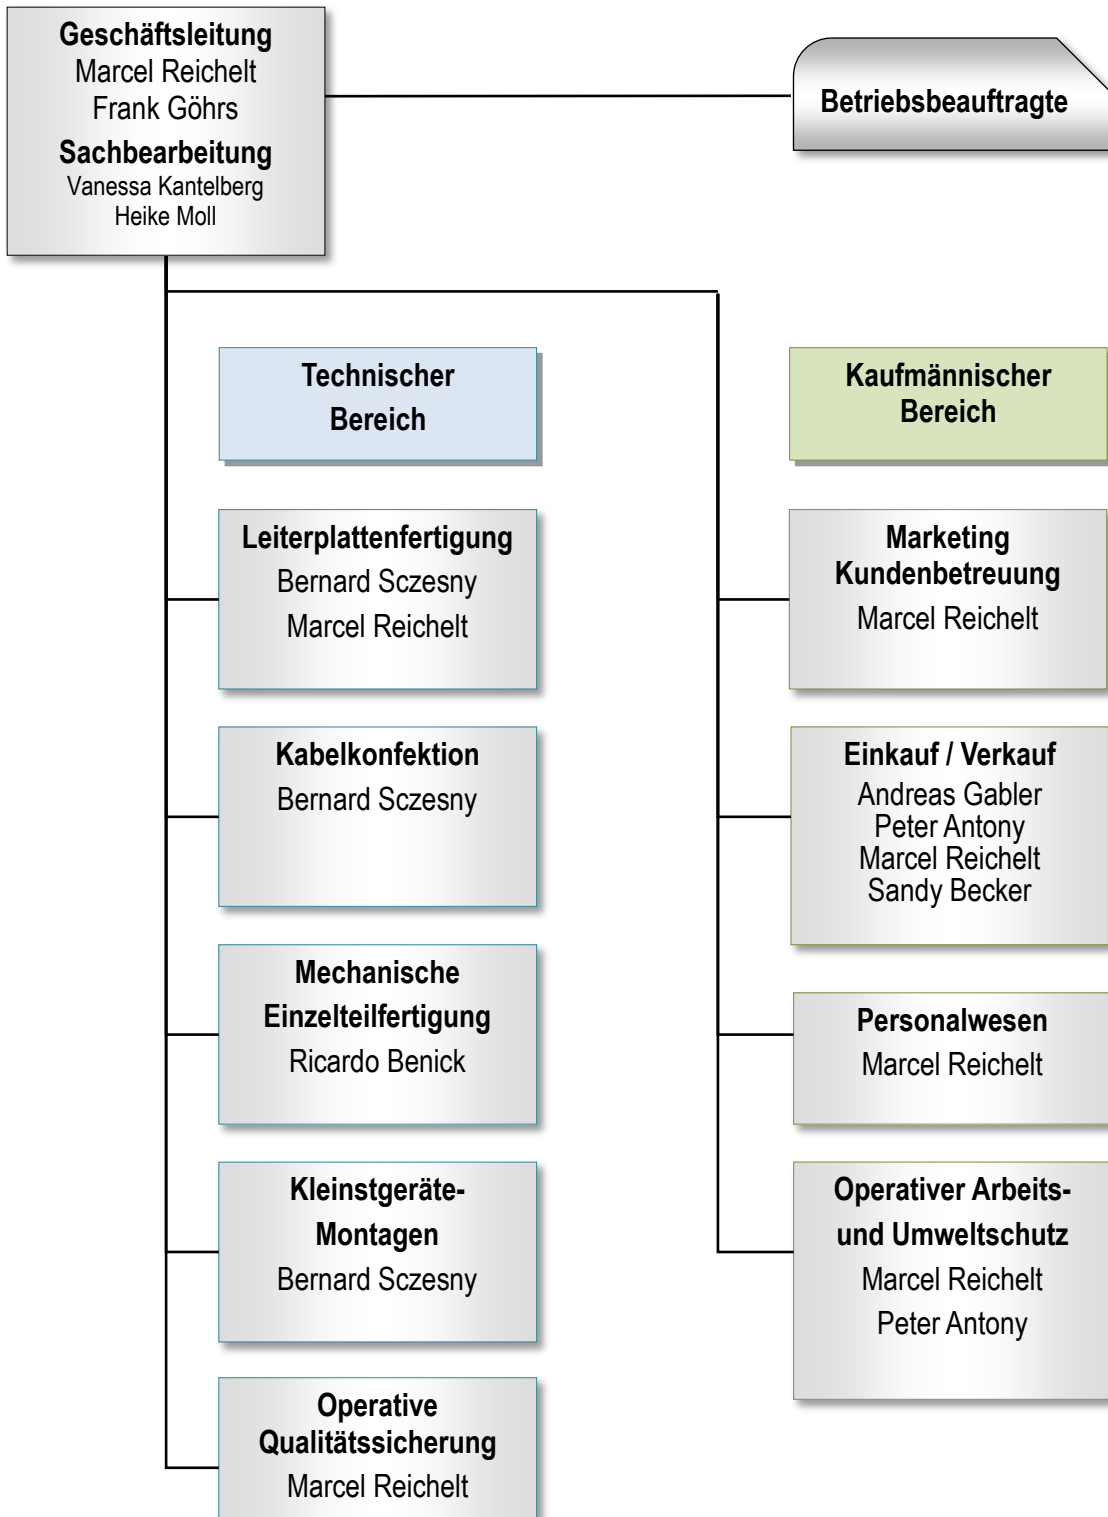 Geschäftsleitung
Marcel Reichelt
Frank Göhrs
Sachbearbeitung
Vanessa Kantelberg
Heike Moll
Betriebsbeauftragte
Technischer
Bereich
Leiterplattenfertigung
Bernard Sczesny
Marcel Reichelt
Kabelkonfektion
Bernard Sczesny
Mechanische
Einzelteilfertigung
Ricardo Benick
Kleinstgeräte-
Montagen
Bernard Sczesny
Operative
Qualitätssicherung
Marcel Reichelt
Kaufmännischer
Bereich
Marketing
Kundenbetreuung
Marcel Reichelt
Einkauf / Verkauf
Andreas Gabler
Peter Antony
Marcel Reichelt
Sandy Becker
Personalwesen
Marcel Reichelt
Operativer Arbeits-
und Umweltschutz
Marcel Reichelt
Peter Antony